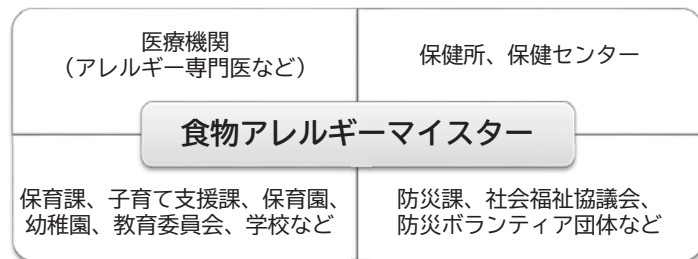 医療機関
（アレルギー専門医など）
保健所、保健センター
食物アレルギーマイスター
保育課、子育て支援課、保育園、
幼稚園、教育委員会、学校など
防災課、社会福祉協議会、
防災ボランティア団体など